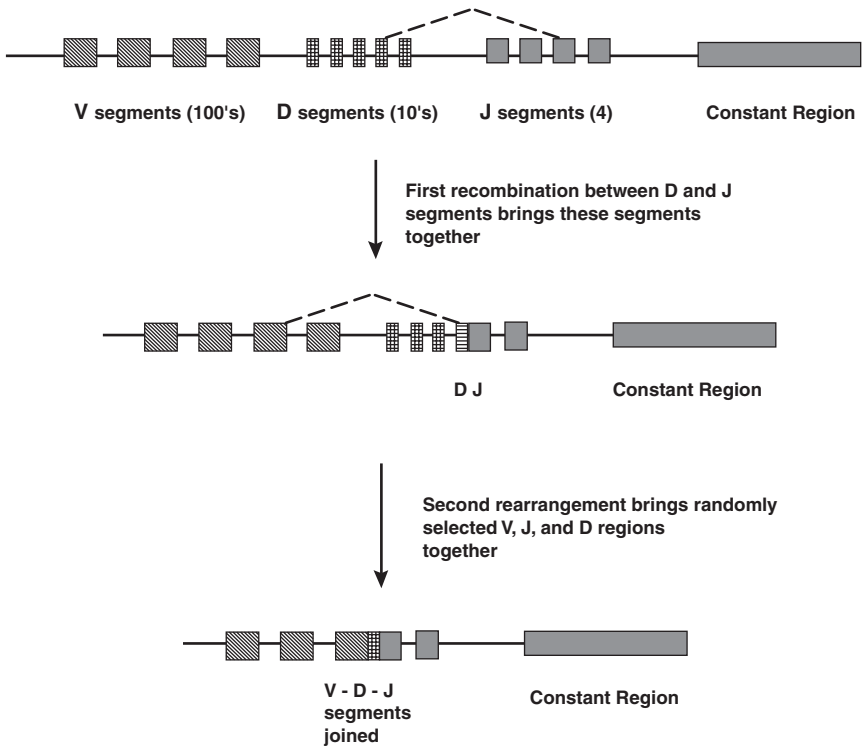 V segments (100's) D segments (10's) J segments (4) Constant Region
First recombination between D and J
segments brings these segments
together
D J Constant Region
Second rearrangement brings randomly
selected V, J, and D regions
together
V - D - J
segments
joined
Constant Region